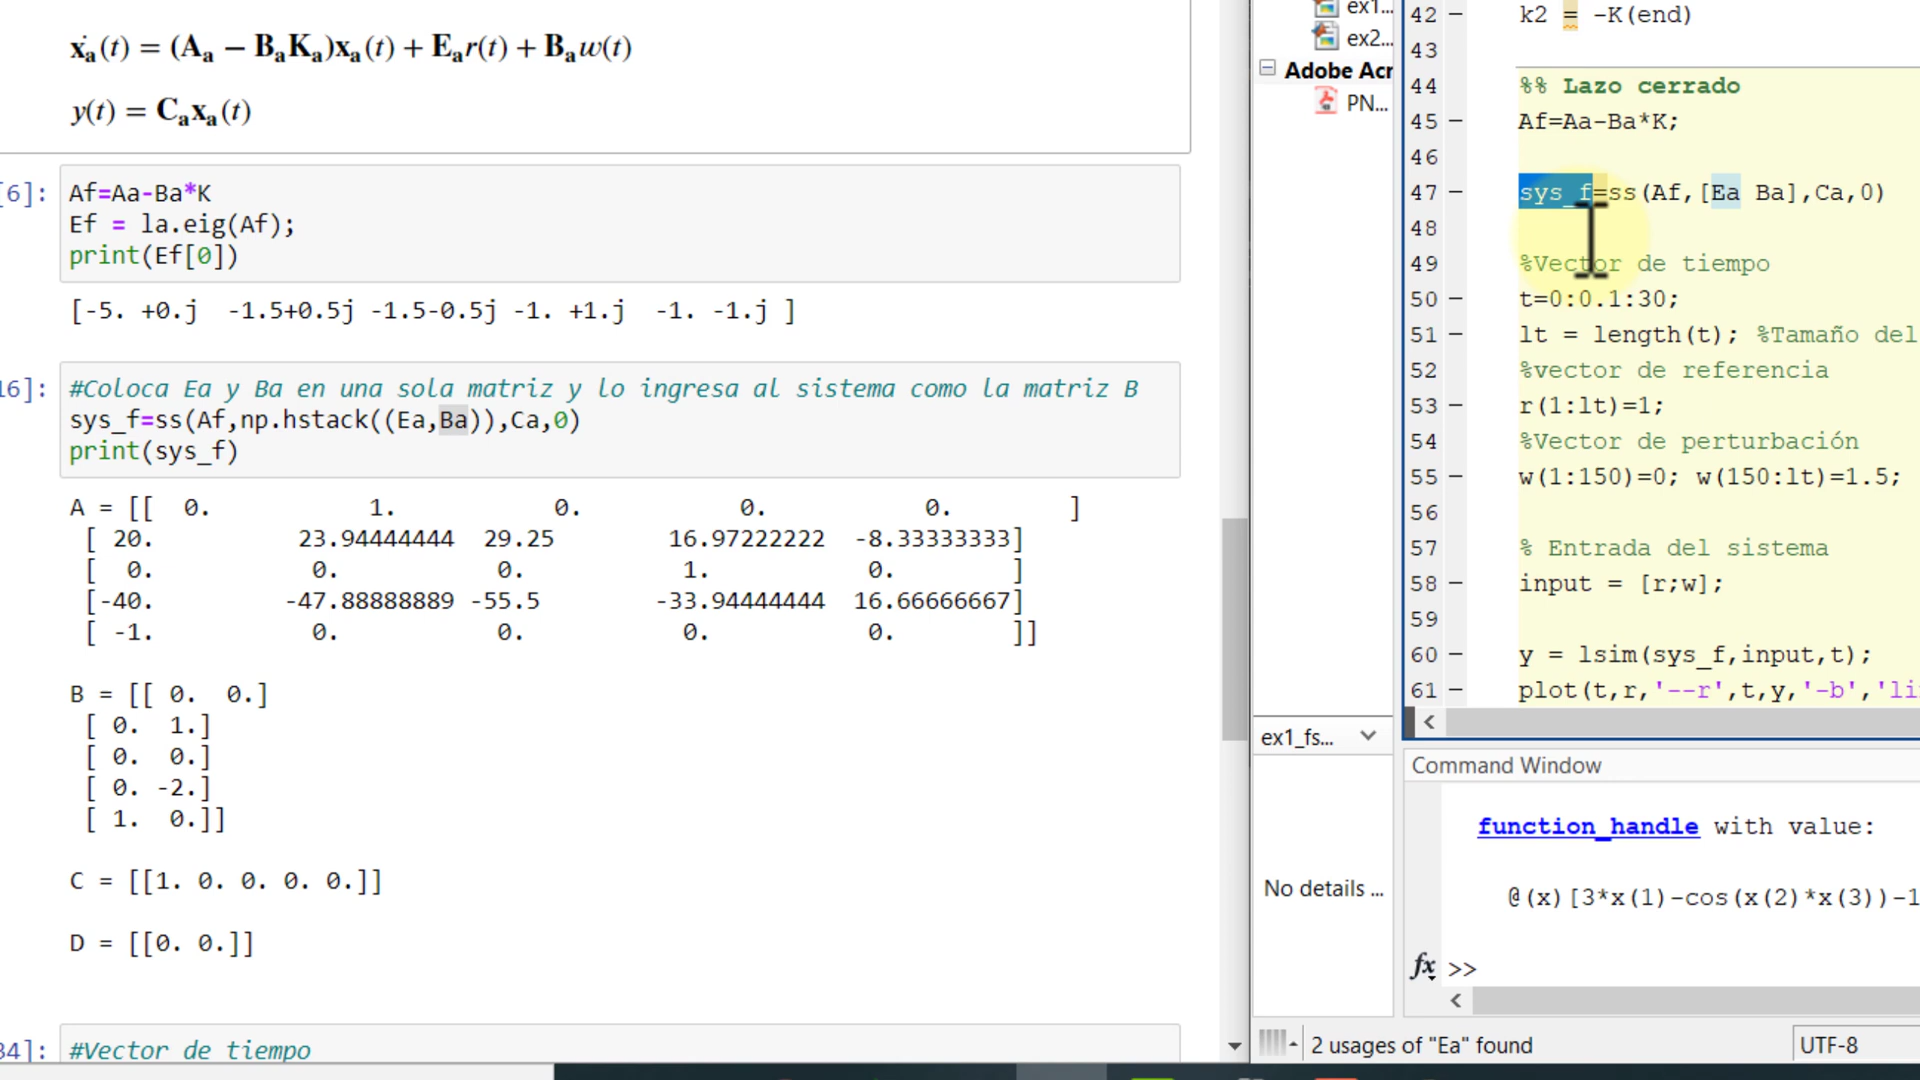 ẋₐ(t) = (Aₐ − BₐKₐ)xₐ(t) + Eₐr(t) + Bₐw(t)
y(t) = Cₐxₐ(t)
[6]:
Af=Aa-Ba*K
Ef = la.eig(Af);
print(Ef[0])
[-5. +0.j  -1.5+0.5j -1.5-0.5j -1. +1.j  -1. -1.j ]
16]:
#Coloca Ea y Ba en una sola matriz y lo ingresa al sistema como la matriz B
sys_f=ss(Af,np.hstack((Ea,Ba)),Ca,0)
print(sys_f)
A = [[  0.   1.   0.   0.   0.   ]
[ 20.   23.94444444  29.25   16.97222222  -8.33333333]
[  0.   0.   0.   1.   0.   ]
[-40.   -47.88888889 -55.5   -33.94444444  16.66666667]
[ -1.   0.   0.   0.   0.   ]]
B = [[ 0.  0.]
[ 0.  1.]
[ 0.  0.]
[ 0. -2.]
[ 1.  0.]]
C = [[1. 0. 0. 0. 0.]]
D = [[0. 0.]]
34]:
#Vector de tiempo
ex1...
ex2...
Adobe Acr
PN...
ex1_fs...
No details ...
42 – k2 = -K(end)
43
44 %% Lazo cerrado
45 – Af=Aa-Ba*K;
46
47 – sys_f=ss(Af,[Ea Ba],Ca,0)
48
49 %Vector de tiempo
50 – t=0:0.1:30;
51 – lt = length(t); %Tamaño del
52 %vector de referencia
53 – r(1:lt)=1;
54 %Vector de perturbación
55 – w(1:150)=0; w(150:lt)=1.5;
56
57 % Entrada del sistema
58 – input = [r;w];
59
60 – y = lsim(sys_f,input,t);
61 – plot(t,r,'--r',t,y,'-b','li
Command Window
function_handle with value:
@(x)[3*x(1)-cos(x(2)*x(3))-1
fx >>
2 usages of "Ea" found
UTF-8